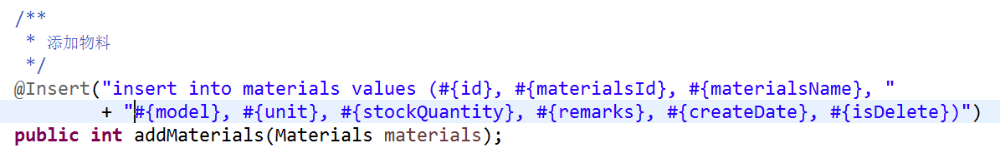 /**
 * 添加物料
 */
@Insert("insert into materials values (#{id}, #{materialsId}, #{materialsName}, "
        + "#{model}, #{unit}, #{stockQuantity}, #{remarks}, #{createDate}, #{isDelete})")
public int addMaterials(Materials materials);